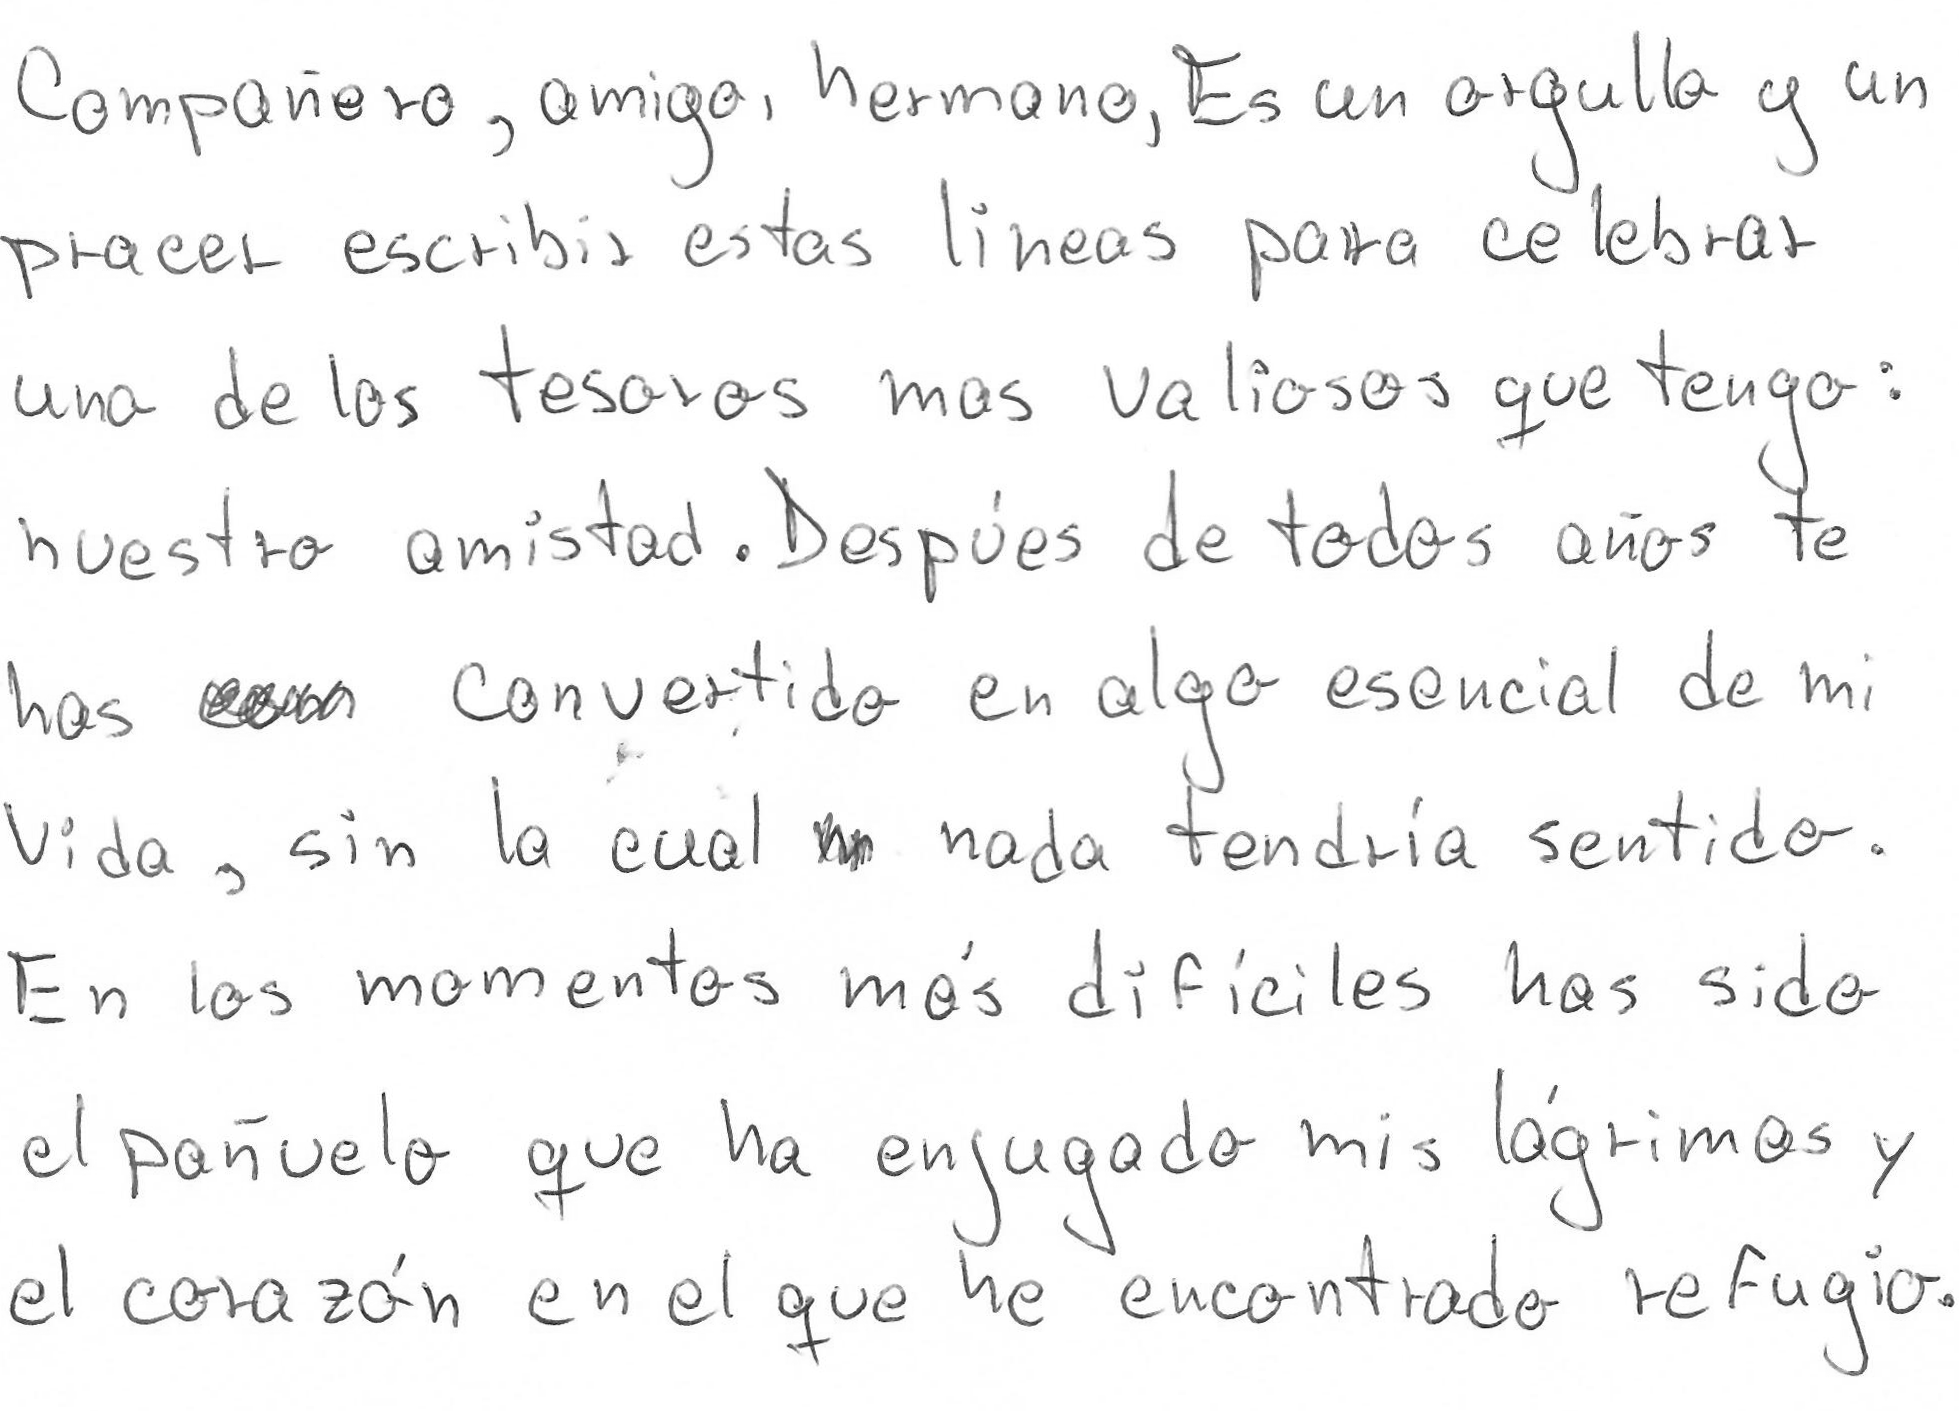 Compañero, amigo, hermano, Es un orgullo y un
pracer escribir estas lineas para celebrar
uno de los tesoros mas valiosos que tengo:
nuestro amistad. Despúes de todos años te
has convertido en algo esencial de mi
vida, sin la cual nada tendría sentido.
En los momentos más difíciles has sido
el pañuelo que ha enjugado mis lágrimas y
el corazón en el que he encontrado refugio.